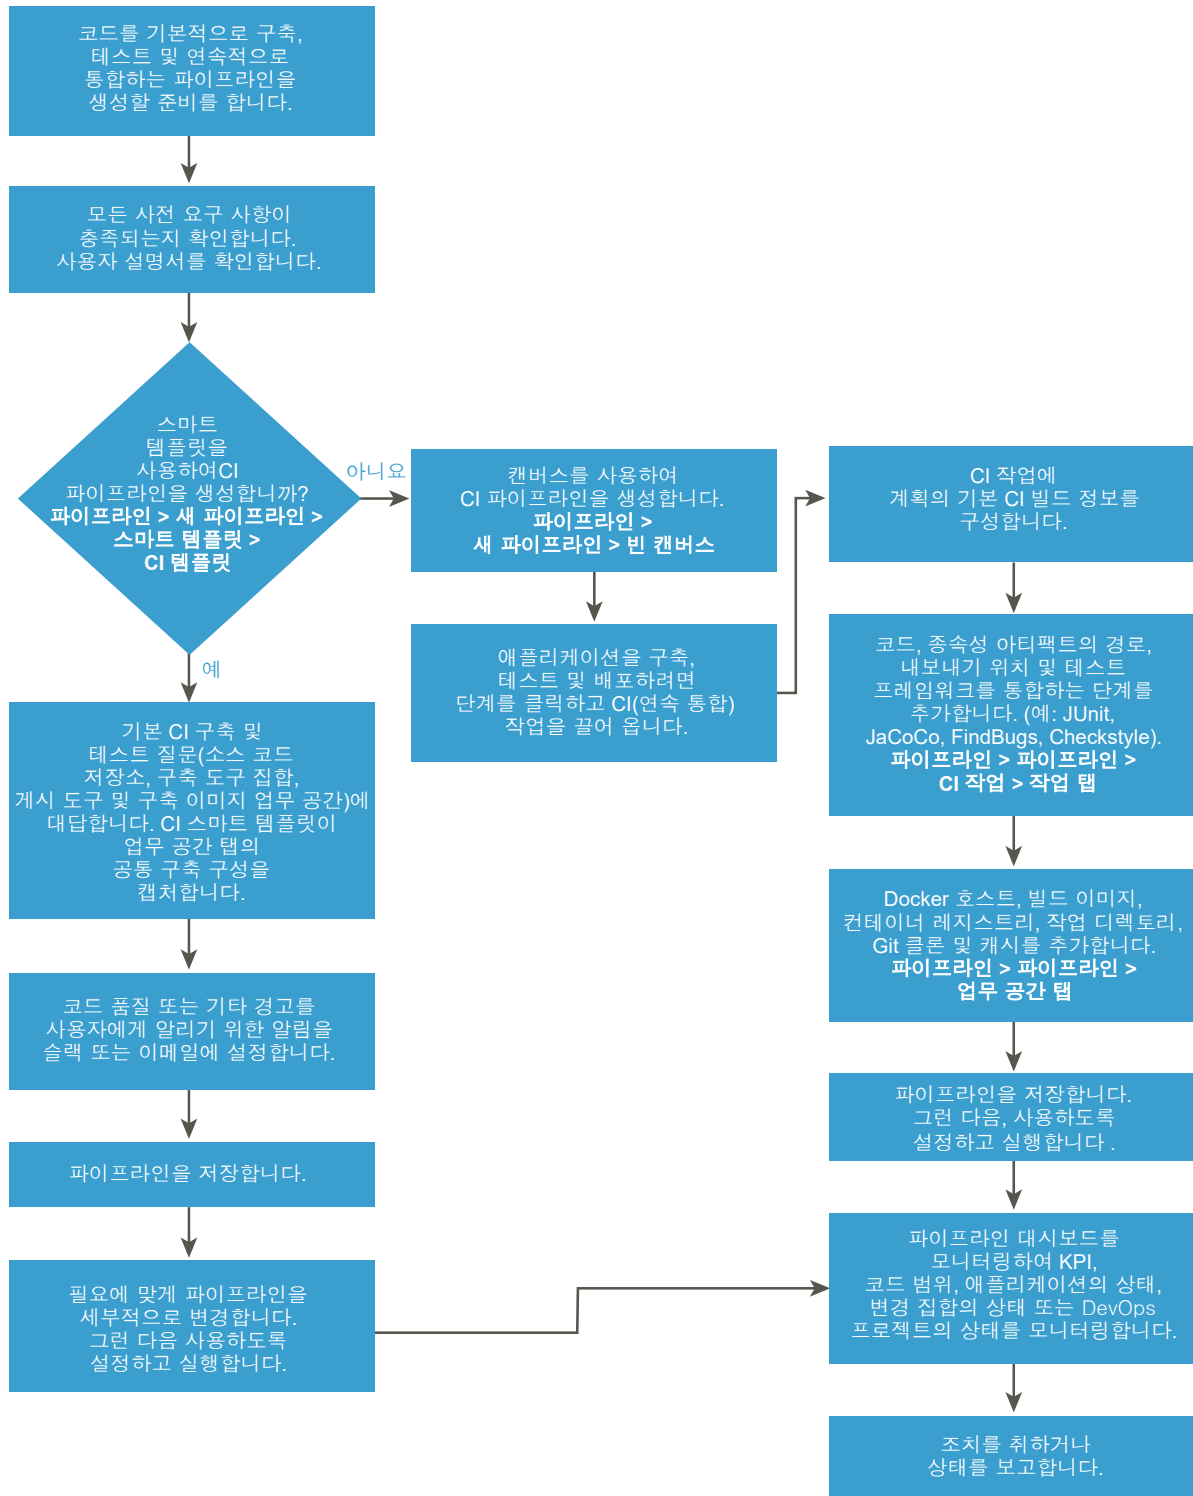 코드를 기본적으로 구축,
테스트 및 연속적으로
통합하는 파이프라인을
생성할 준비를 합니다.
모든 사전 요구 사항이
충족되는지 확인합니다.
사용자 설명서를 확인합니다.
스마트
템플릿을
사용하여CI
파이프라인을 생성합니까?
파이프라인 > 새 파이프라인 >
스마트 템플릿 >
CI 템플릿
아니요
예
기본 CI 구축 및
테스트 질문(소스 코드
저장소, 구축 도구 집합,
게시 도구 및 구축 이미지 업무 공간)에
대답합니다. CI 스마트 템플릿이
업무 공간 탭의
공통 구축 구성을
캡처합니다.
코드 품질 또는 기타 경고를
사용자에게 알리기 위한 알림을
슬랙 또는 이메일에 설정합니다.
파이프라인을 저장합니다.
필요에 맞게 파이프라인을
세부적으로 변경합니다.
그런 다음 사용하도록
설정하고 실행합니다.
캔버스를 사용하여
CI 파이프라인을 생성합니다.
파이프라인 >
새 파이프라인 > 빈 캔버스
애플리케이션을 구축,
테스트 및 배포하려면
단계를 클릭하고 CI(연속 통합)
작업을 끌어 옵니다.
CI 작업에
계획의 기본 CI 빌드 정보를
구성합니다.
코드, 종속성 아티팩트의 경로,
내보내기 위치 및 테스트
프레임워크를 통합하는 단계를
추가합니다. (예: JUnit,
JaCoCo, FindBugs, Checkstyle).
파이프라인 > 파이프라인 >
CI 작업 > 작업 탭
Docker 호스트, 빌드 이미지,
컨테이너 레지스트리, 작업 디렉토리,
Git 클론 및 캐시를 추가합니다.
파이프라인 > 파이프라인 >
업무 공간 탭
파이프라인을 저장합니다.
그런 다음, 사용하도록
설정하고 실행합니다 .
파이프라인 대시보드를
모니터링하여 KPI,
코드 범위, 애플리케이션의 상태,
변경 집합의 상태 또는 DevOps
프로젝트의 상태를 모니터링합니다.
조치를 취하거나
상태를 보고합니다.